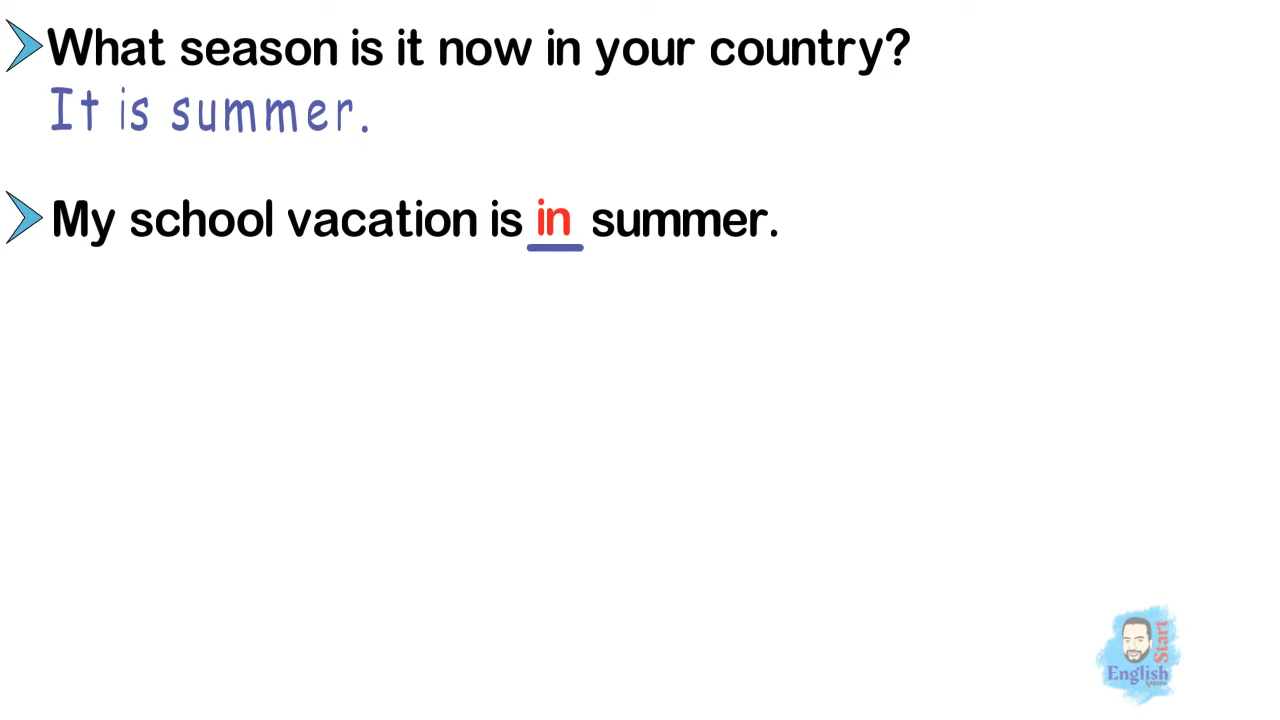 What season is it now in your country?
It is summer.
My school vacation is in summer.
Start
English